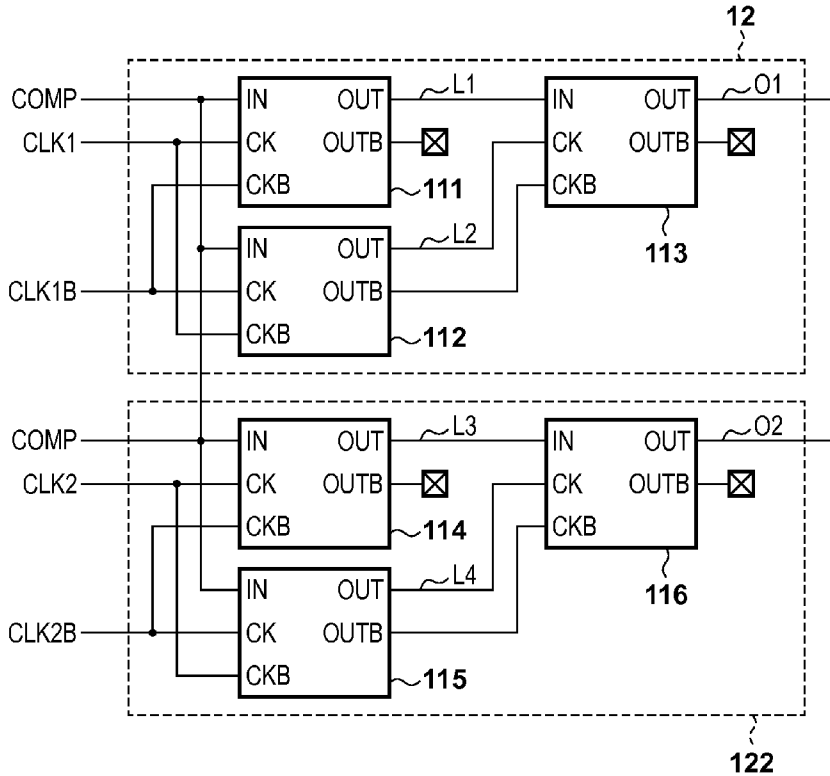 12
COMP IN OUT L1 IN OUT O1
CLK1 CK OUTB CK OUTB
CKB 111 CKB
IN OUT L2 113
CLK1B CK OUTB
CKB 112
COMP IN OUT L3 IN OUT O2
CLK2 CK OUTB CK OUTB
CKB 114 CKB
IN OUT L4 116
CLK2B CK OUTB
CKB 115
122